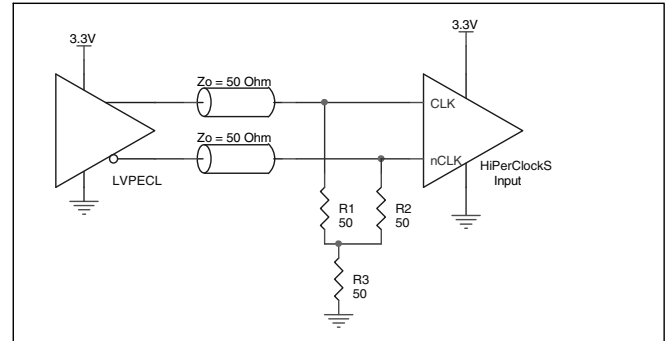 3.3V
3.3V
Zo = 50 Ohm
CLK
Zo = 50 Ohm
nCLK
LVPECL
HiPerClockS
Input
R1
50
R2
50
R3
50